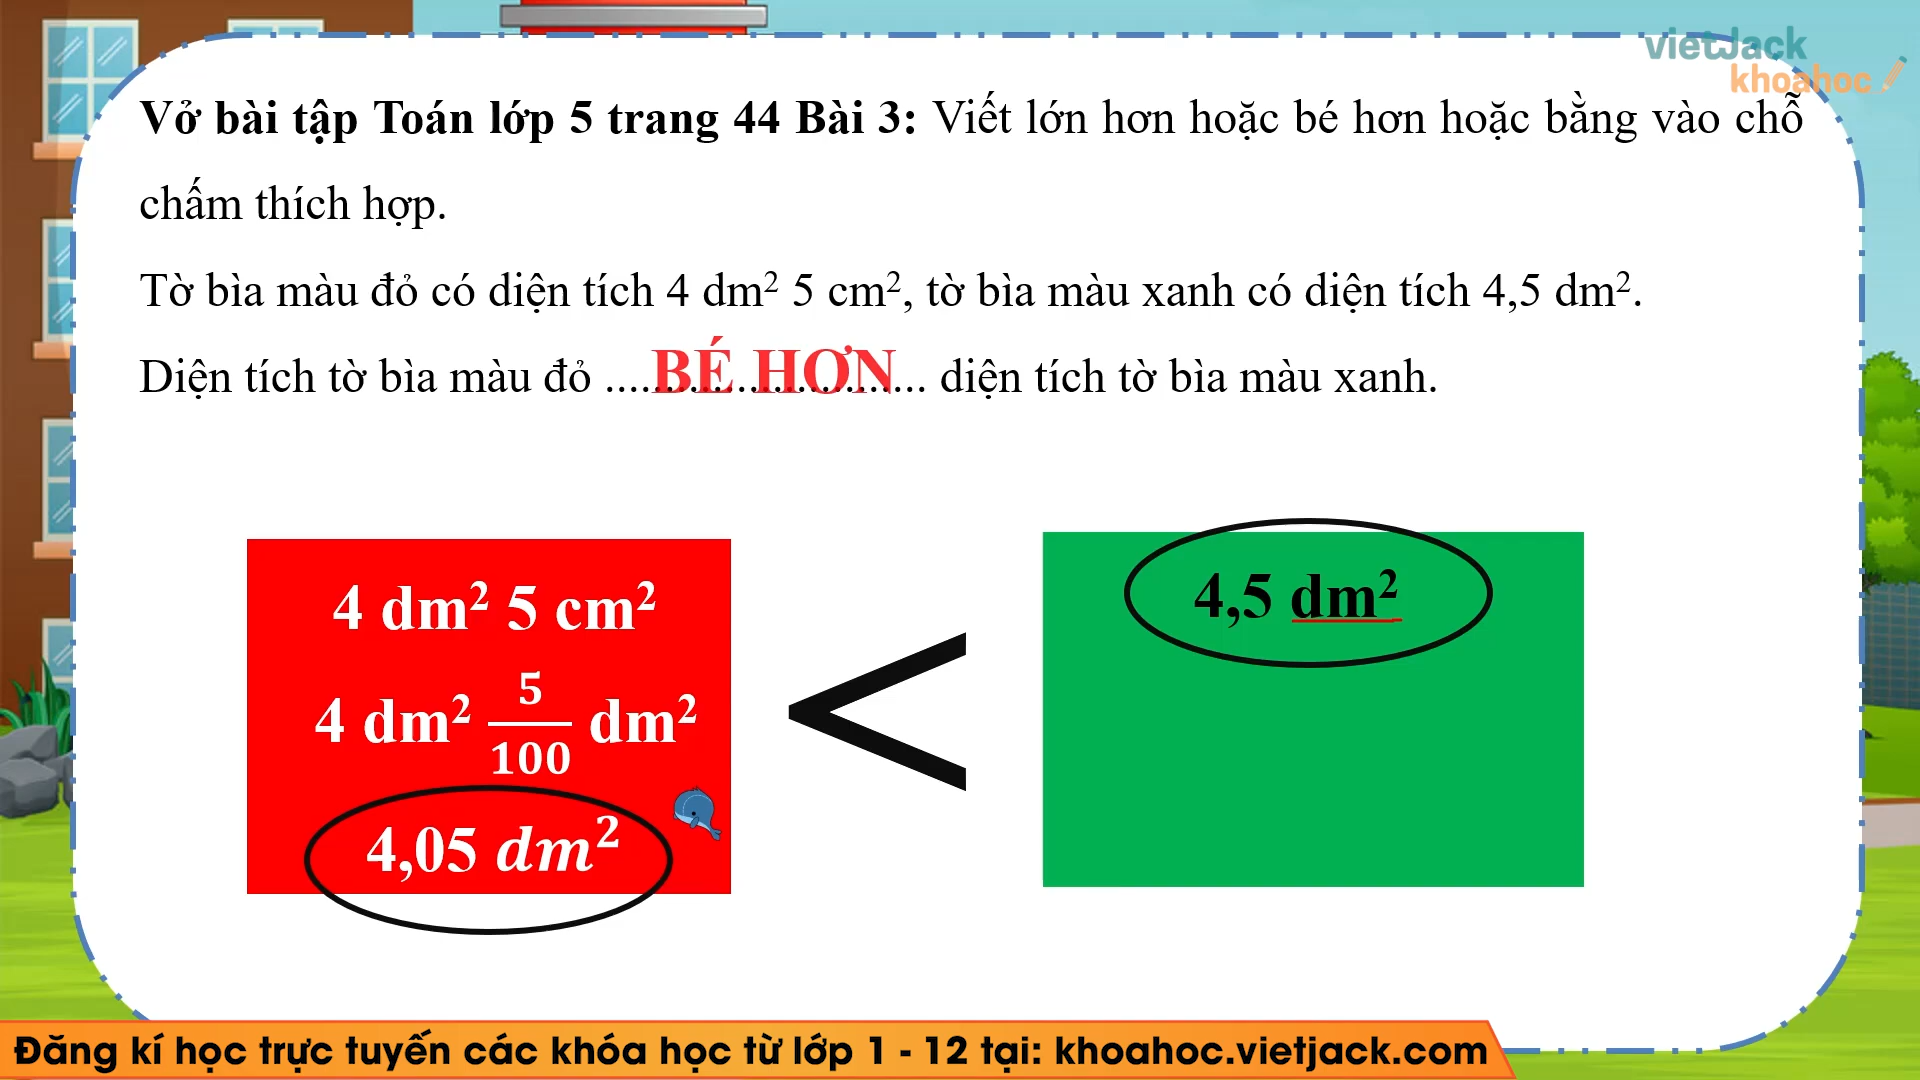 vietJack
khoahoc
Vở bài tập Toán lớp 5 trang 44 Bài 3: Viết lớn hơn hoặc bé hơn hoặc bằng vào chỗ
chấm thích hợp.
Tờ bìa màu đỏ có diện tích 4 dm² 5 cm², tờ bìa màu xanh có diện tích 4,5 dm².
Diện tích tờ bìa màu đỏ ........BÉ HƠN........ diện tích tờ bìa màu xanh.
4 dm² 5 cm²
4 dm² 5/100 dm²
4,05 dm²
<
4,5 dm²
Đăng kí học trực tuyến các khóa học từ lớp 1 - 12 tại: khoahoc.vietjack.com